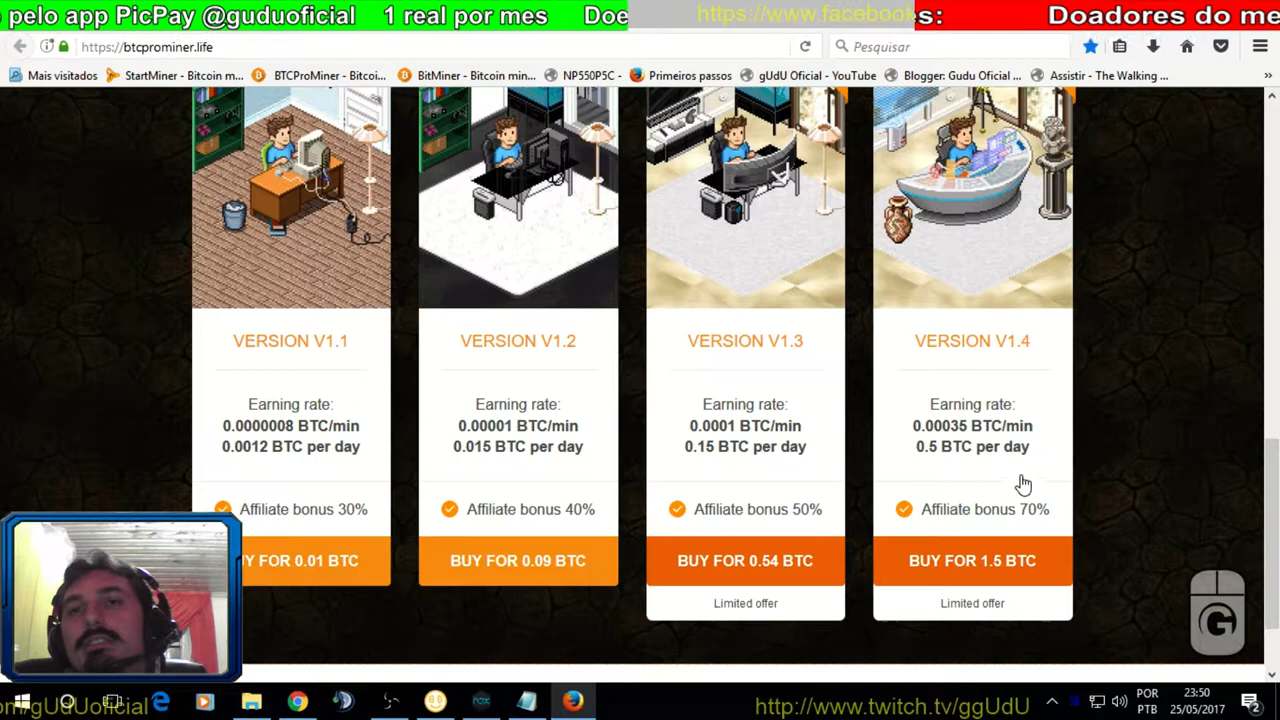 pelo app PicPay @guduoficial 1 real por mes Doe
https://www.facebook
s:
Doadores do me
https://btcprominer.life
Pesquisar
Mais visitados
StartMiner - Bitcoin m...
BTCProMiner - Bitcoi...
BitMiner - Bitcoin min...
NP550P5C -
Primeiros passos
gUdU Oficial - YouTube
Blogger: Gudu Oficial ...
Assistir - The Walking ...
VERSION V1.1
Earning rate:
0.0000008 BTC/min
0.0012 BTC per day
Affiliate bonus 30%
Y FOR 0.01 BTC
VERSION V1.2
Earning rate:
0.00001 BTC/min
0.015 BTC per day
Affiliate bonus 40%
BUY FOR 0.09 BTC
VERSION V1.3
Earning rate:
0.0001 BTC/min
0.15 BTC per day
Affiliate bonus 50%
BUY FOR 0.54 BTC
Limited offer
VERSION V1.4
Earning rate:
0.00035 BTC/min
0.5 BTC per day
Affiliate bonus 70%
BUY FOR 1.5 BTC
Limited offer
G
/gUdUoficial
http://www.twitch.tv/ggUdU
POR
PTB
23:50
25/05/2017
2